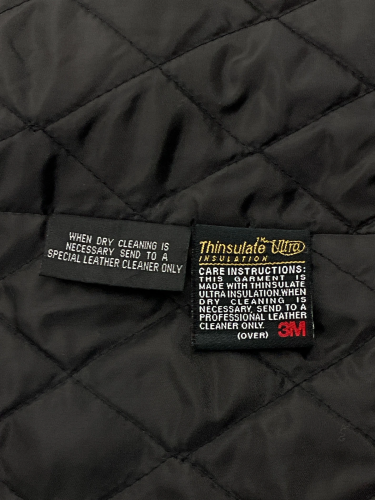 WHEN DRY CLEANING IS
NECESSARY SEND TO A
SPECIAL LEATHER CLEANER ONLY
Thinsulate™ Ultra
INSULATION
CARE INSTRUCTIONS:
THIS GARMENT IS
MADE WITH THINSULATE
ULTRA INSULATION.WHEN
DRY CLEANING IS
NECESSARY, SEND TO A
PROFESSIONAL LEATHER
CLEANER ONLY.
(OVER) 3M